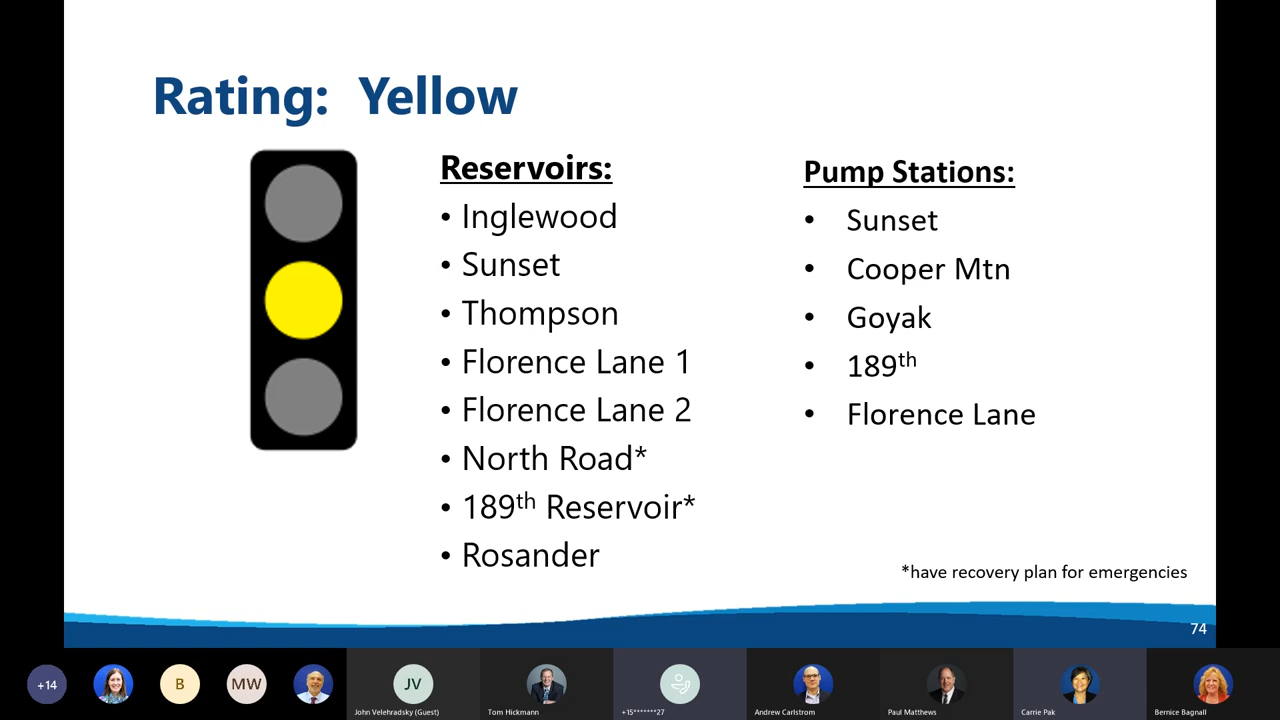 Rating: Yellow
Reservoirs:
• Inglewood
• Sunset
• Thompson
• Florence Lane 1
• Florence Lane 2
• North Road*
• 189th Reservoir*
• Rosander
Pump Stations:
• Sunset
• Cooper Mtn
• Goyak
• 189th
• Florence Lane
*have recovery plan for emergencies
74
+14
B
MW
JV
John Velehradsky (Guest)
Tom Hickmann
+15*******27
Andrew Carlstrom
Paul Matthews
Carrie Pak
Bernice Bagnall